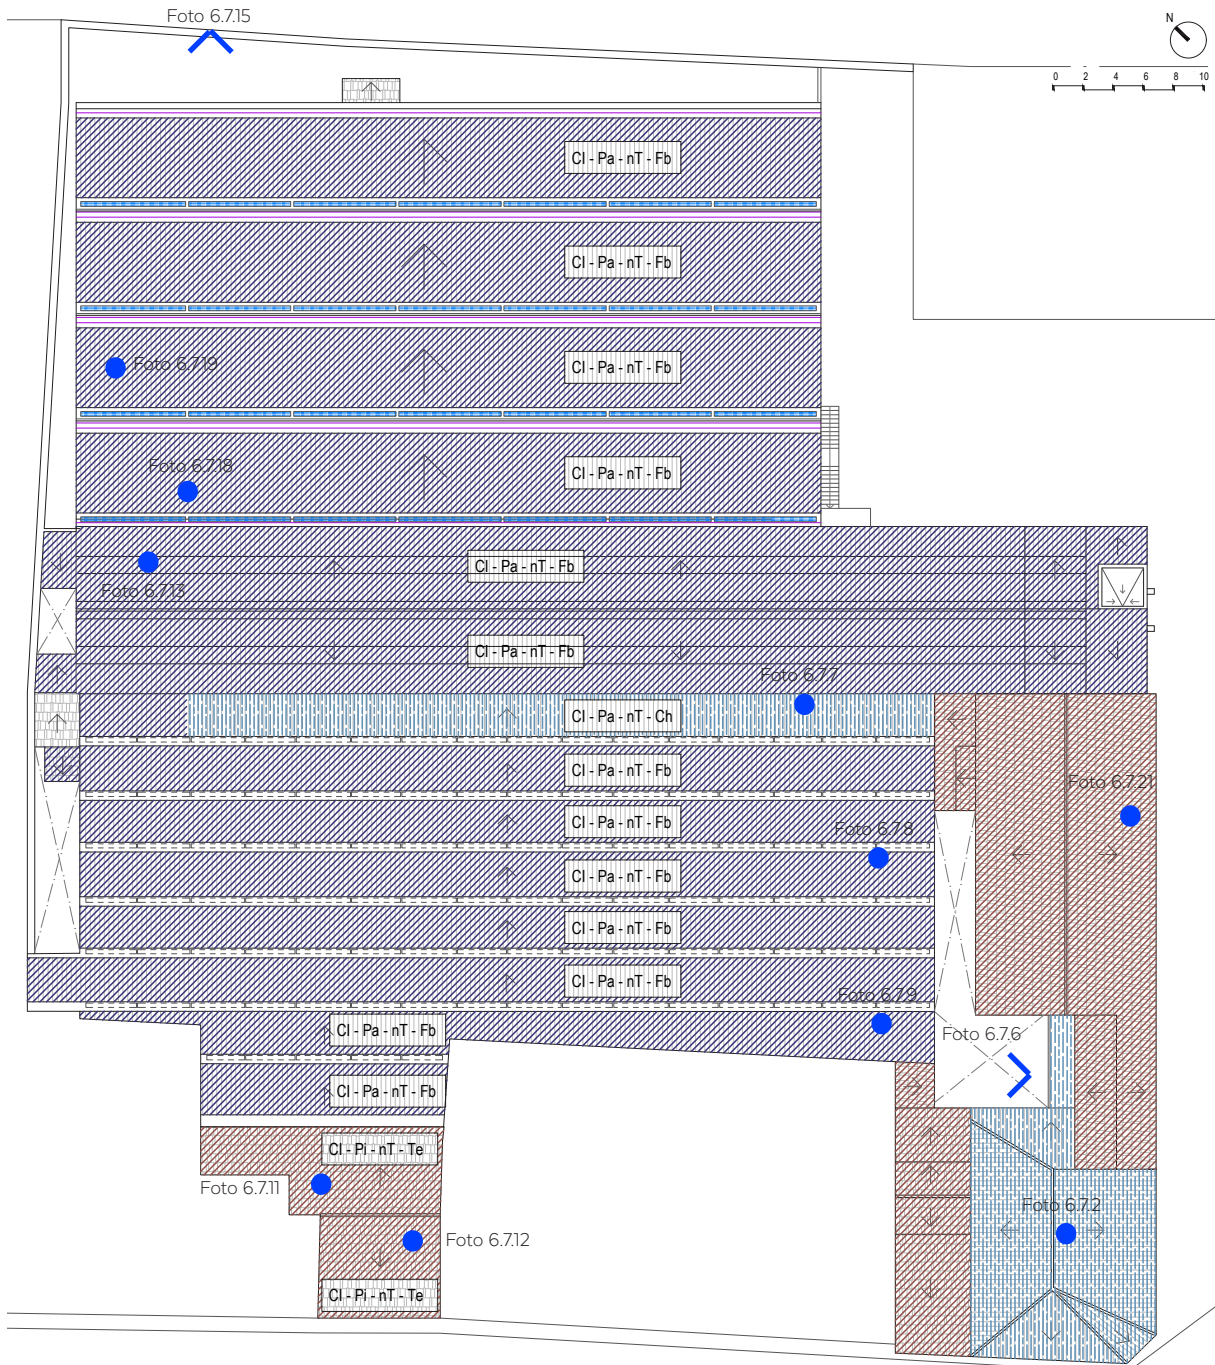 Foto 6.7.15
N
0 2 4 6 8 10
Cl - Pa - nT - Fb
Cl - Pa - nT - Fb
Foto 6.7.19
Cl - Pa - nT - Fb
Foto 6.7.18
Cl - Pa - nT - Fb
Cl - Pa - nT - Fb
Foto 6.7.13
Cl - Pa - nT - Fb
Foto 6.7.7
Cl - Pa - nT - Ch
Cl - Pa - nT - Fb
Foto 6.7.21
Cl - Pa - nT - Fb
Foto 6.7.8
Cl - Pa - nT - Fb
Cl - Pa - nT - Fb
Cl - Pa - nT - Fb
Foto 6.7.9
Cl - Pa - nT - Fb
Foto 6.7.6
Cl - Pa - nT - Fb
Cl - Pi - nT - Te
Foto 6.7.11
Foto 6.7.2
Foto 6.7.12
Cl - Pi - nT - Te